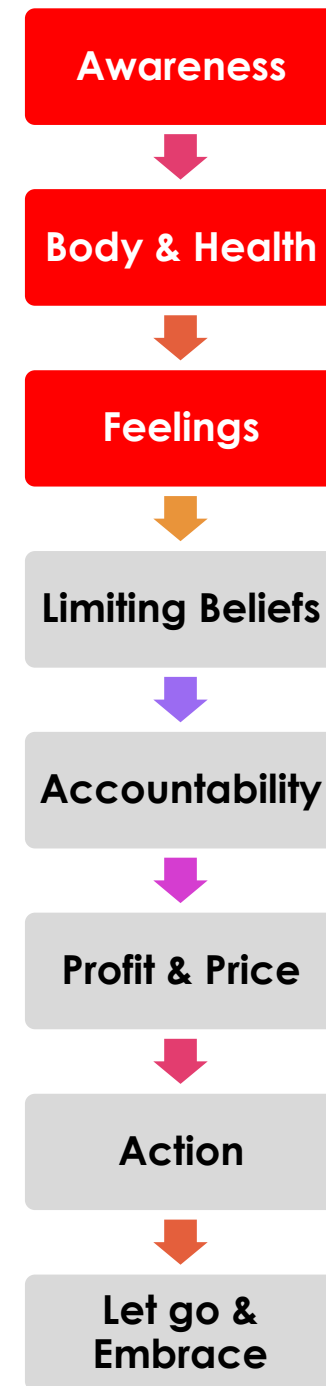 Awareness
Body & Health
Feelings
Limiting Beliefs
Accountability
Profit & Price
Action
Let go &
Embrace